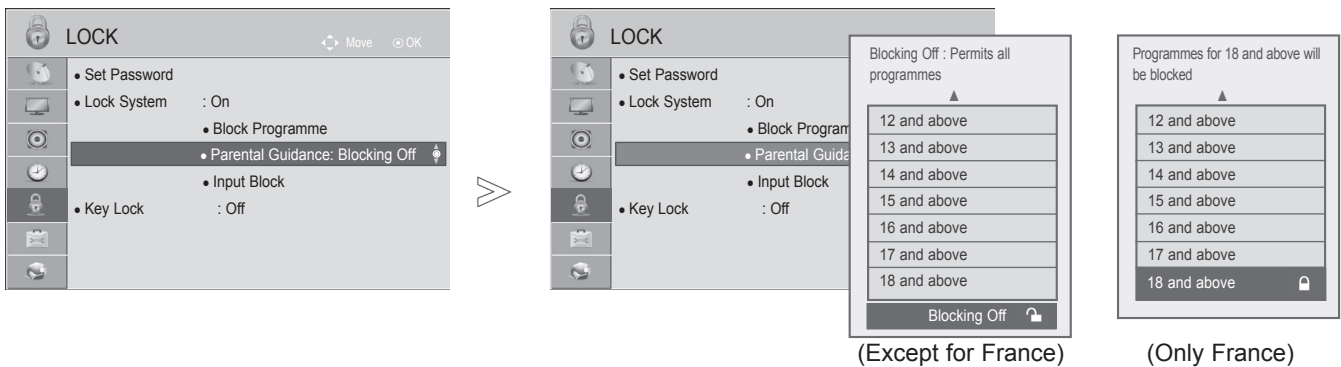 LOCK
Move OK
• Set Password
• Lock System : On
• Block Programme
• Parental Guidance: Blocking Off
• Input Block
• Key Lock : Off
LOCK
• Set Password
• Lock System : On
• Block Program
• Parental Guida
• Input Block
• Key Lock : Off
Blocking Off : Permits all
programmes
12 and above
13 and above
14 and above
15 and above
16 and above
17 and above
18 and above
Blocking Off
(Except for France)
Programmes for 18 and above will
be blocked
12 and above
13 and above
14 and above
15 and above
16 and above
17 and above
18 and above
(Only France)